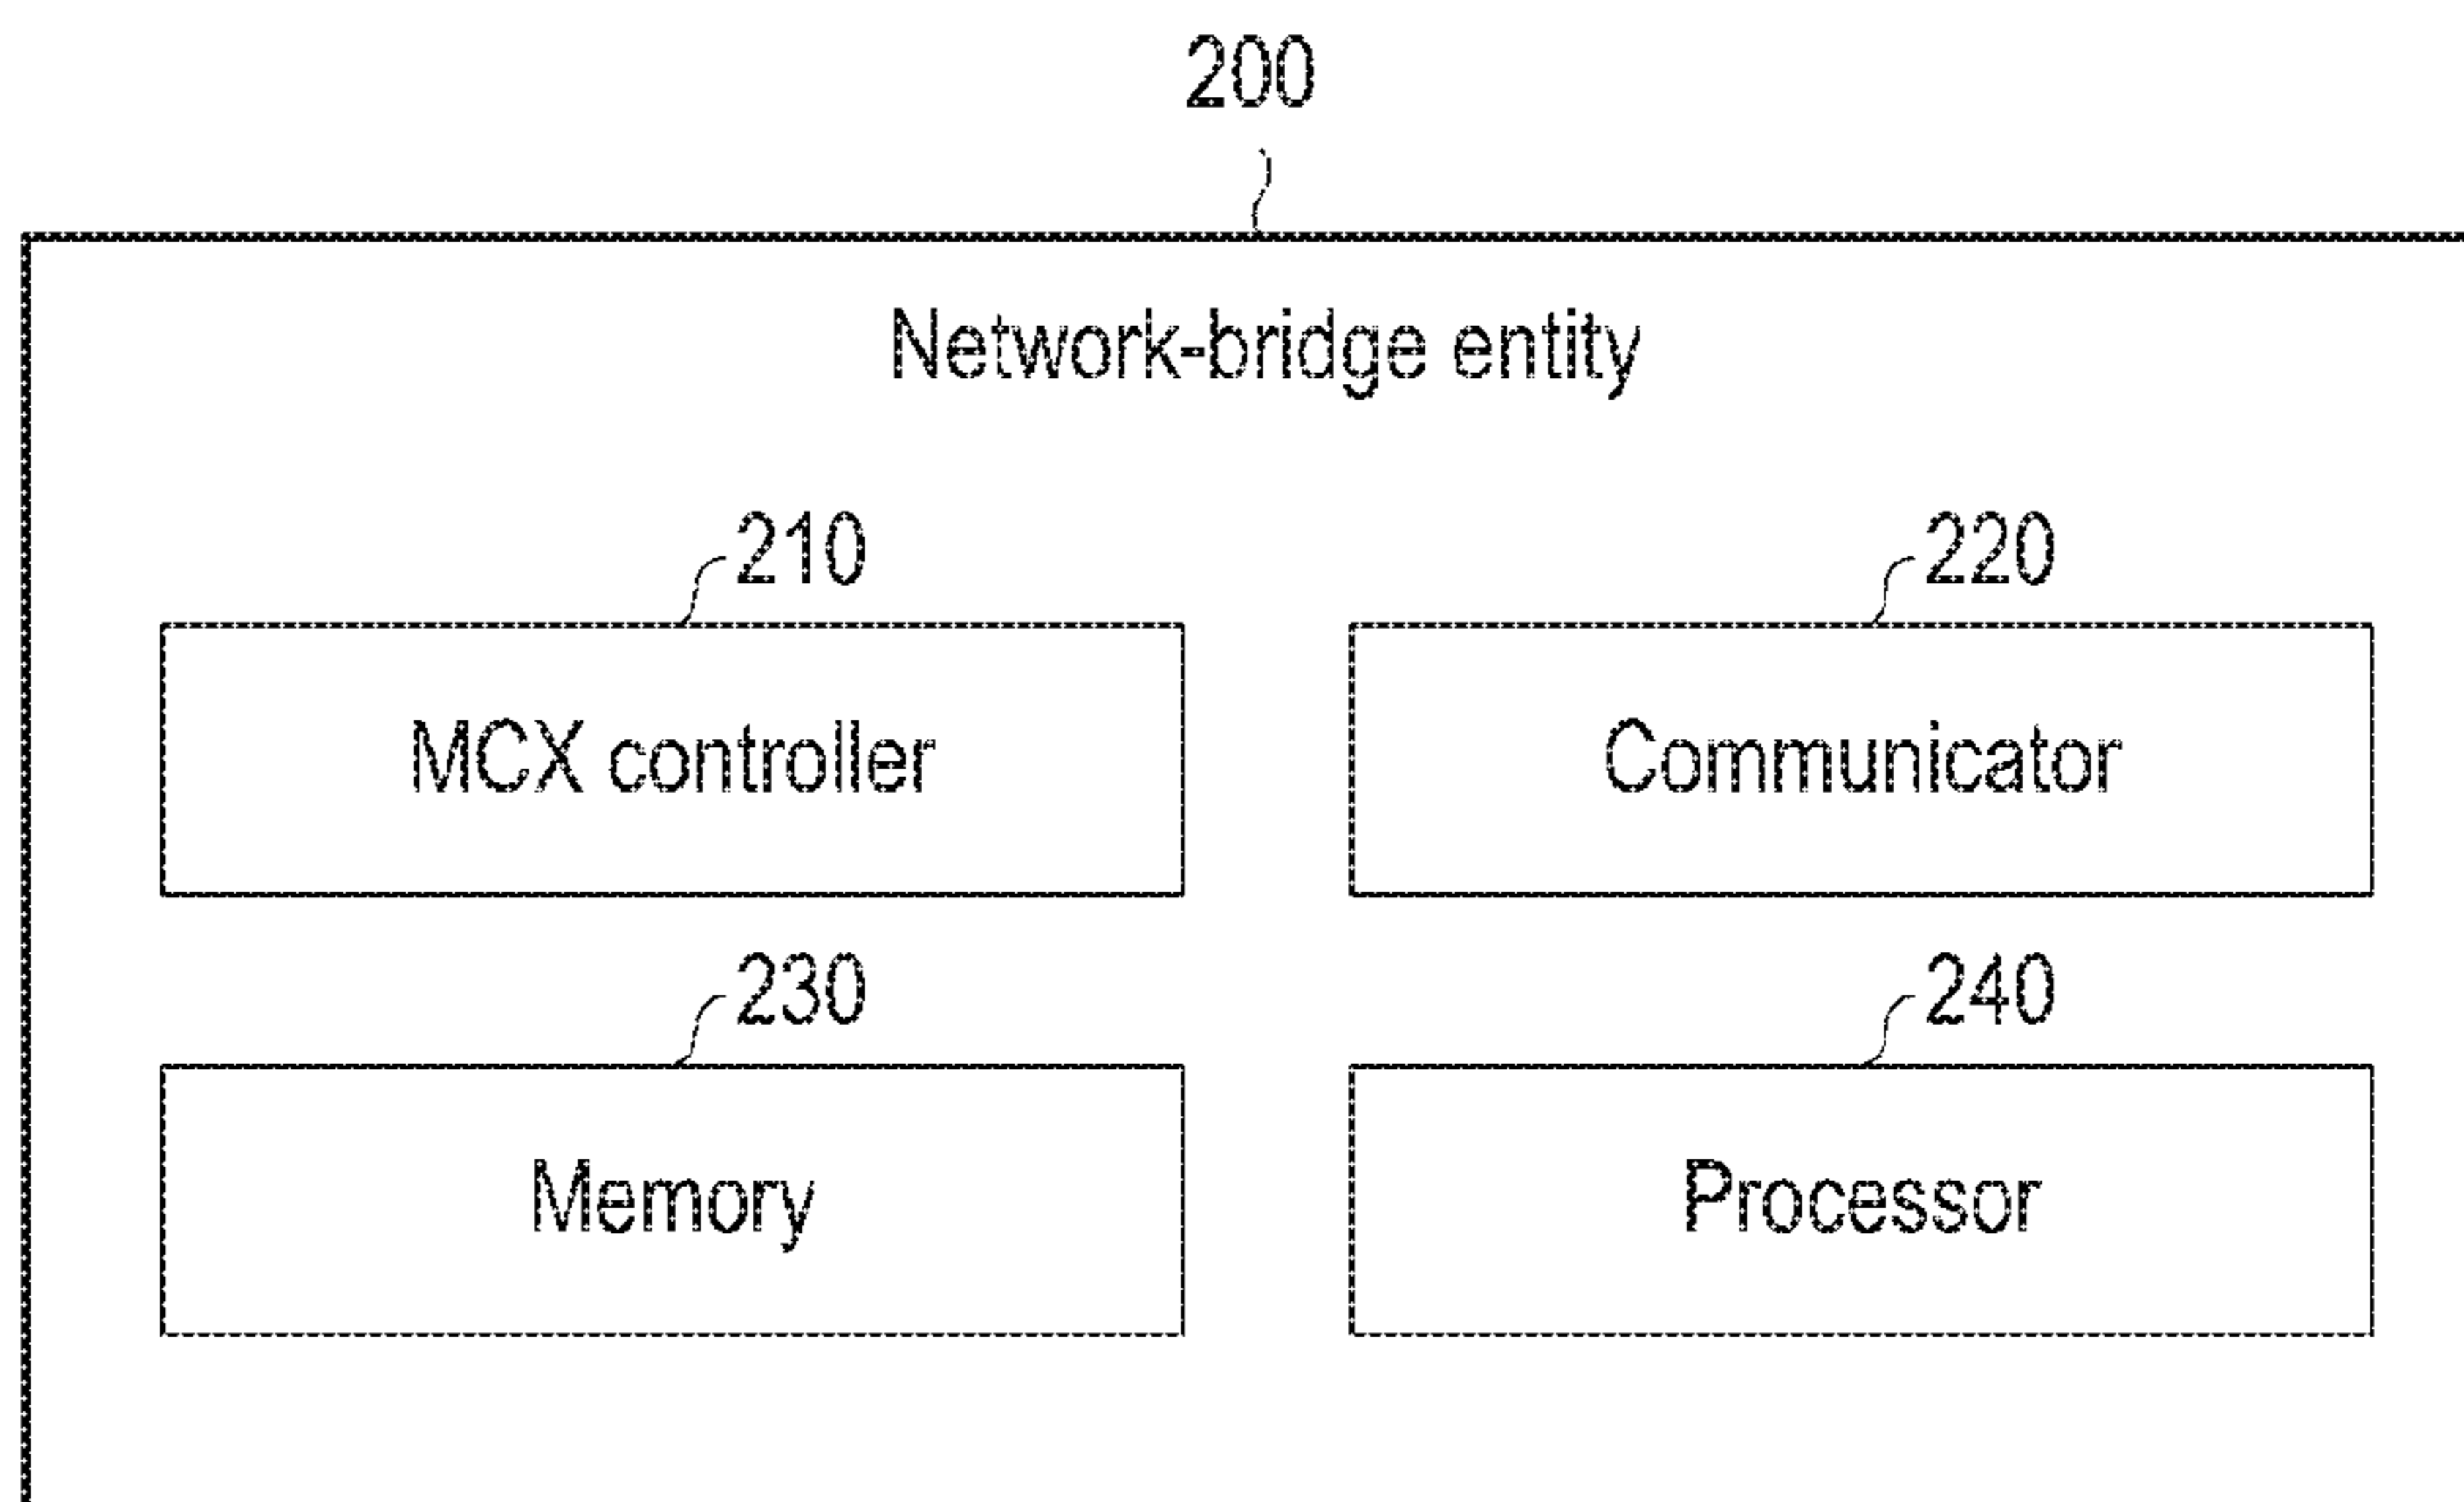 200
Network-bridge entity
210
220
MCX controller
Communicator
230
240
Memory
Processor